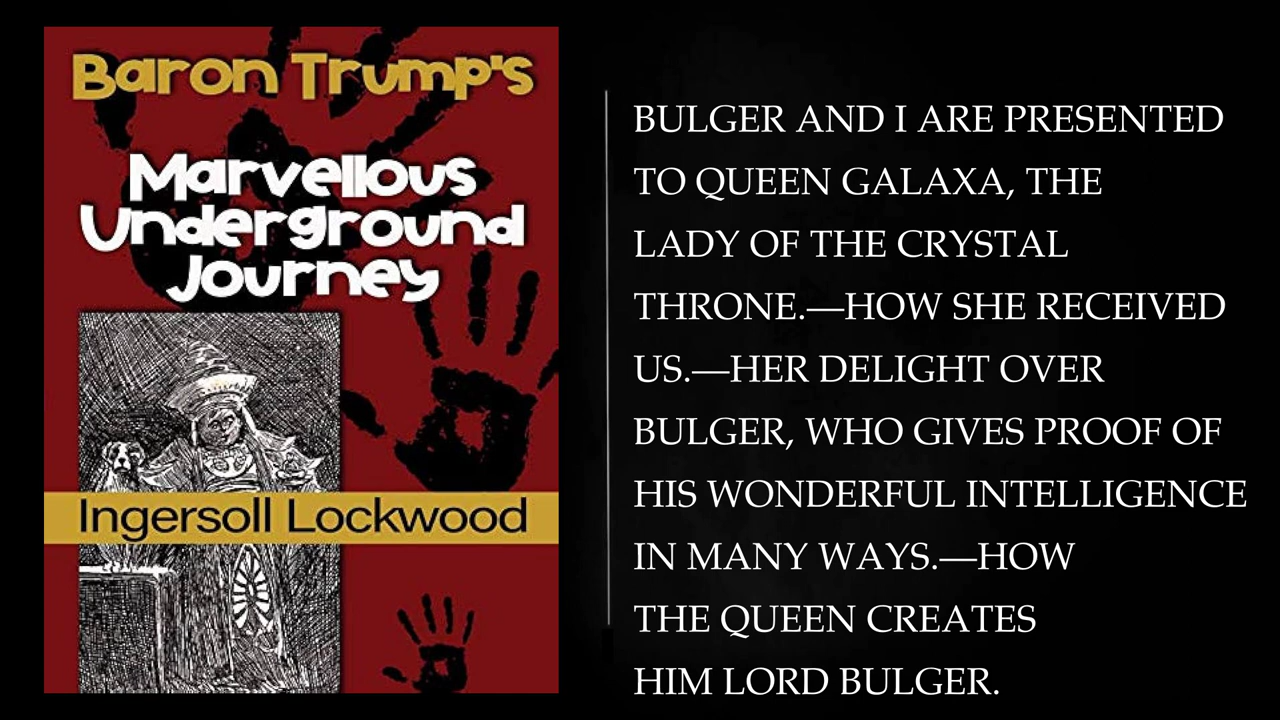 Baron Trump's
Marvellous
Underground
Journey
Ingersoll Lockwood
BULGER AND I ARE PRESENTED
TO QUEEN GALAXA, THE
LADY OF THE CRYSTAL
THRONE.—HOW SHE RECEIVED
US.—HER DELIGHT OVER
BULGER, WHO GIVES PROOF OF
HIS WONDERFUL INTELLIGENCE
IN MANY WAYS.—HOW
THE QUEEN CREATES
HIM LORD BULGER.